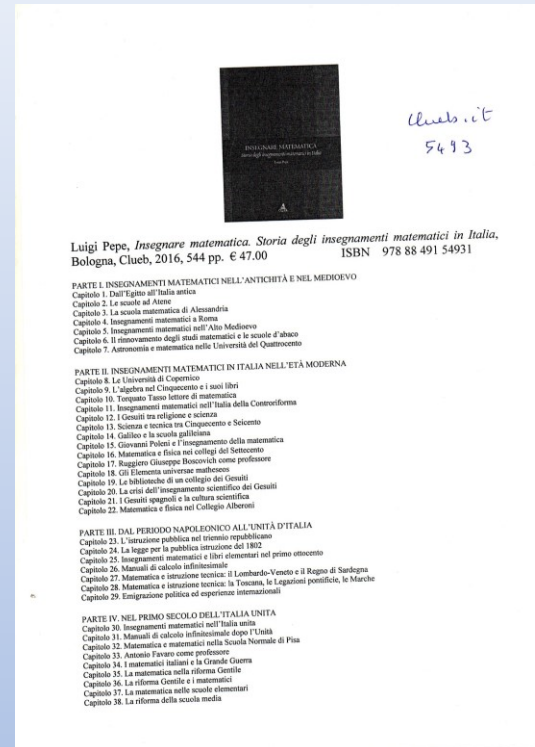 INSEGNARE MATEMATICA
Storia degli insegnamenti matematici in Italia
Luigi Pepe
Clueb.it
5493
Luigi Pepe, Insegnare matematica. Storia degli insegnamenti matematici in Italia,
Bologna, Clueb, 2016, 544 pp. € 47.00 ISBN 978 88 491 54931
PARTE I. INSEGNAMENTI MATEMATICI NELL'ANTICHITÀ E NEL MEDIOEVO
Capitolo 1. Dall'Egitto all'Italia antica
Capitolo 2. Le scuole ad Atene
Capitolo 3. La scuola matematica di Alessandria
Capitolo 4. Insegnamenti matematici a Roma
Capitolo 5. Insegnamenti matematici nell'Alto Medioevo
Capitolo 6. Il rinnovamento degli studi matematici e le scuole d'abaco
Capitolo 7. Astronomia e matematica nelle Università del Quattrocento
PARTE II. INSEGNAMENTI MATEMATICI IN ITALIA NELL'ETÀ MODERNA
Capitolo 8. Le Università di Copernico
Capitolo 9. L'algebra nel Cinquecento e i suoi libri
Capitolo 10. Torquato Tasso lettore di matematica
Capitolo 11. Insegnamenti matematici nell'Italia della Controriforma
Capitolo 12. I Gesuiti tra religione e scienza
Capitolo 13. Scienza e tecnica tra Cinquecento e Seicento
Capitolo 14. Galileo e la scuola galileiana
Capitolo 15. Giovanni Poleni e l'insegnamento della matematica
Capitolo 16. Matematica e fisica nei collegi del Settecento
Capitolo 17. Ruggiero Giuseppe Boscovich come professore
Capitolo 18. Gli Elementa universae matheseos
Capitolo 19. Le biblioteche di un collegio dei Gesuiti
Capitolo 20. La crisi dell'insegnamento scientifico dei Gesuiti
Capitolo 21. I Gesuiti spagnoli e la cultura scientifica
Capitolo 22. Matematica e fisica nel Collegio Alberoni
PARTE III. DAL PERIODO NAPOLEONICO ALL'UNITÀ D'ITALIA
Capitolo 23. L'istruzione pubblica nel triennio repubblicano
Capitolo 24. La legge per la pubblica istruzione del 1802
Capitolo 25. Insegnamenti matematici e libri elementari nel primo ottocento
Capitolo 26. Manuali di calcolo infinitesimale
Capitolo 27. Matematica e istruzione tecnica: il Lombardo-Veneto e il Regno di Sardegna
Capitolo 28. Matematica e istruzione tecnica: la Toscana, le Legazioni pontificie, le Marche
Capitolo 29. Emigrazione politica ed esperienze internazionali
PARTE IV. NEL PRIMO SECOLO DELL'ITALIA UNITA
Capitolo 30. Insegnamenti matematici nell'Italia unita
Capitolo 31. Manuali di calcolo infinitesimale dopo l'Unità
Capitolo 32. Matematica e matematici nella Scuola Normale di Pisa
Capitolo 33. Antonio Favaro come professore
Capitolo 34. I matematici italiani e la Grande Guerra
Capitolo 35. La matematica nella riforma Gentile
Capitolo 36. La riforma Gentile e i matematici
Capitolo 37. La matematica nelle scuole elementari
Capitolo 38. La riforma della scuola media